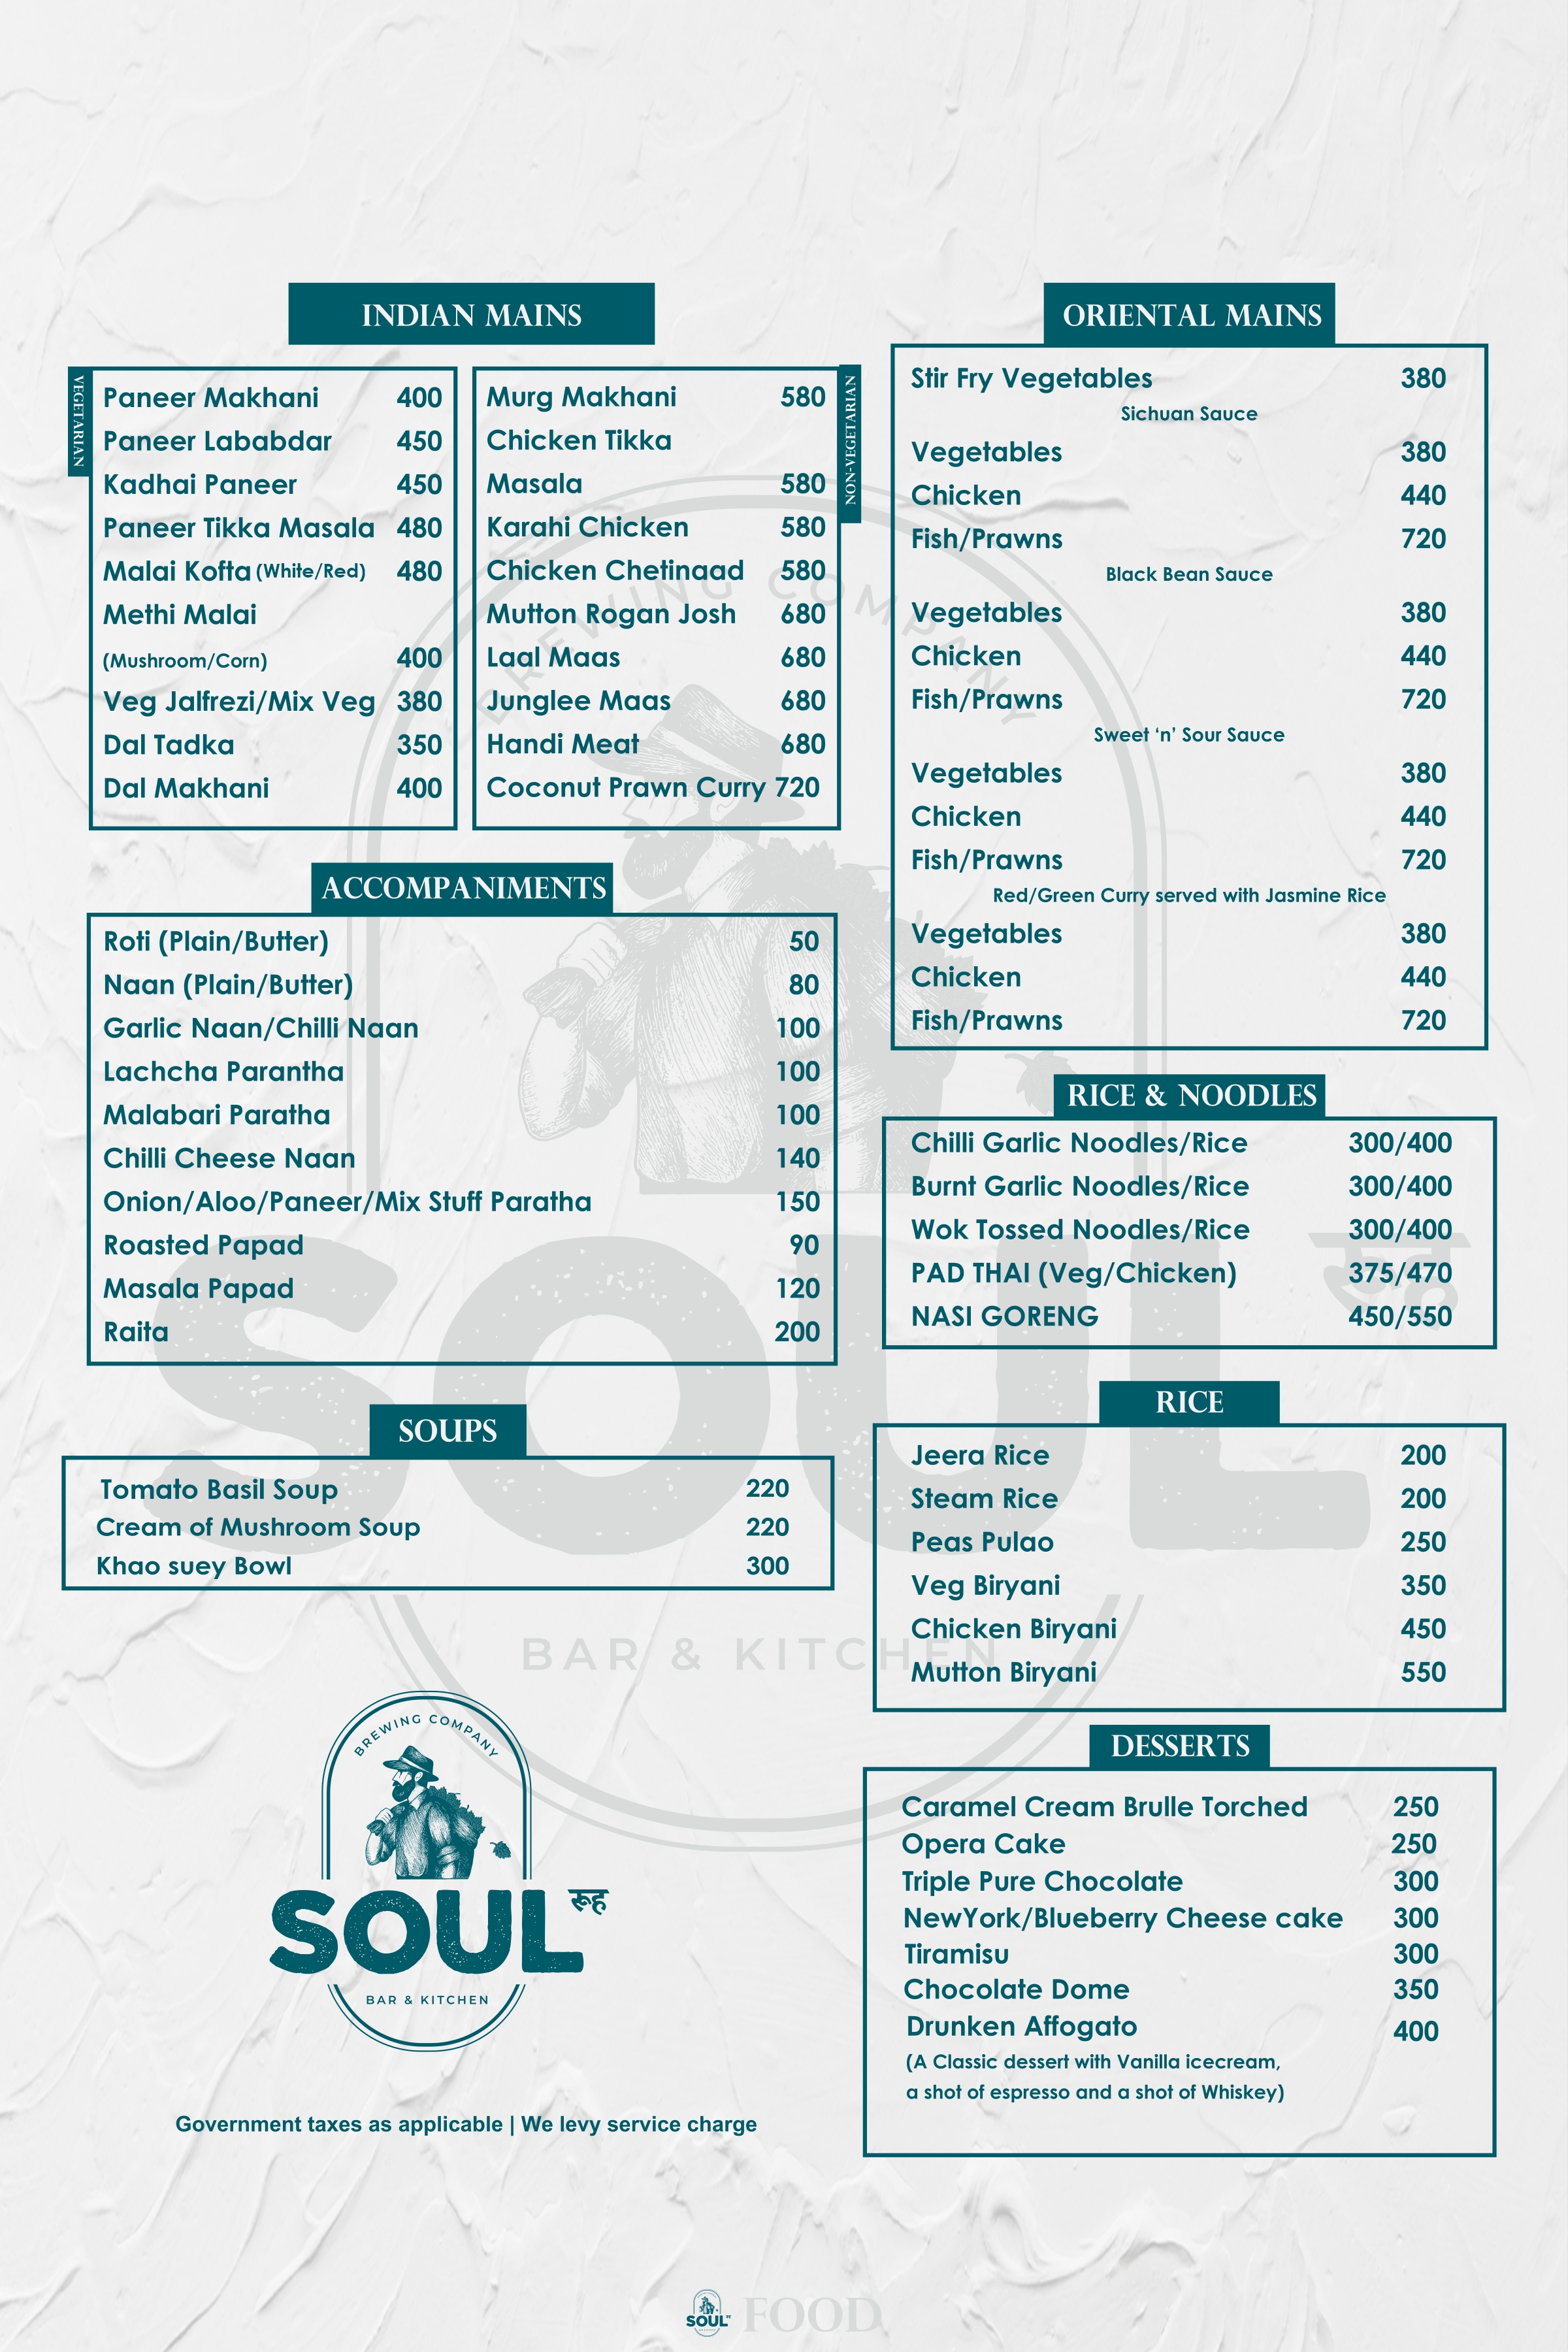 INDIAN MAINS
VEGETARIAN
Paneer Makhani 400
Paneer Lababdar 450
Kadhai Paneer 450
Paneer Tikka Masala 480
Malai Kofta (White/Red) 480
Methi Malai
(Mushroom/Corn) 400
Veg Jalfrezi/Mix Veg 380
Dal Tadka 350
Dal Makhani 400
NON-VEGETARIAN
Murg Makhani 580
Chicken Tikka
Masala 580
Karahi Chicken 580
Chicken Chetinaad 580
Mutton Rogan Josh 680
Laal Maas 680
Junglee Maas 680
Handi Meat 680
Coconut Prawn Curry 720
ACCOMPANIMENTS
Roti (Plain/Butter) 50
Naan (Plain/Butter) 80
Garlic Naan/Chilli Naan 100
Lachcha Parantha 100
Malabari Paratha 100
Chilli Cheese Naan 140
Onion/Aloo/Paneer/Mix Stuff Paratha 150
Roasted Papad 90
Masala Papad 120
Raita 200
SOUPS
Tomato Basil Soup 220
Cream of Mushroom Soup 220
Khao suey Bowl 300
ORIENTAL MAINS
Stir Fry Vegetables 380
Sichuan Sauce
Vegetables 380
Chicken 440
Fish/Prawns 720
Black Bean Sauce
Vegetables 380
Chicken 440
Fish/Prawns 720
Sweet ‘n’ Sour Sauce
Vegetables 380
Chicken 440
Fish/Prawns 720
Red/Green Curry served with Jasmine Rice
Vegetables 380
Chicken 440
Fish/Prawns 720
RICE & NOODLES
Chilli Garlic Noodles/Rice 300/400
Burnt Garlic Noodles/Rice 300/400
Wok Tossed Noodles/Rice 300/400
PAD THAI (Veg/Chicken) 375/470
NASI GORENG 450/550
RICE
Jeera Rice 200
Steam Rice 200
Peas Pulao 250
Veg Biryani 350
Chicken Biryani 450
Mutton Biryani 550
DESSERTS
Caramel Cream Brulle Torched 250
Opera Cake 250
Triple Pure Chocolate 300
NewYork/Blueberry Cheese cake 300
Tiramisu 300
Chocolate Dome 350
Drunken Affogato 400
(A Classic dessert with Vanilla icecream,
a shot of espresso and a shot of Whiskey)
BREWING COMPANY
SOUL रूह
BAR & KITCHEN
BREWING COMPANY
SOUL रूह
BAR & KITCHEN
Government taxes as applicable | We levy service charge
SOUL FOOD